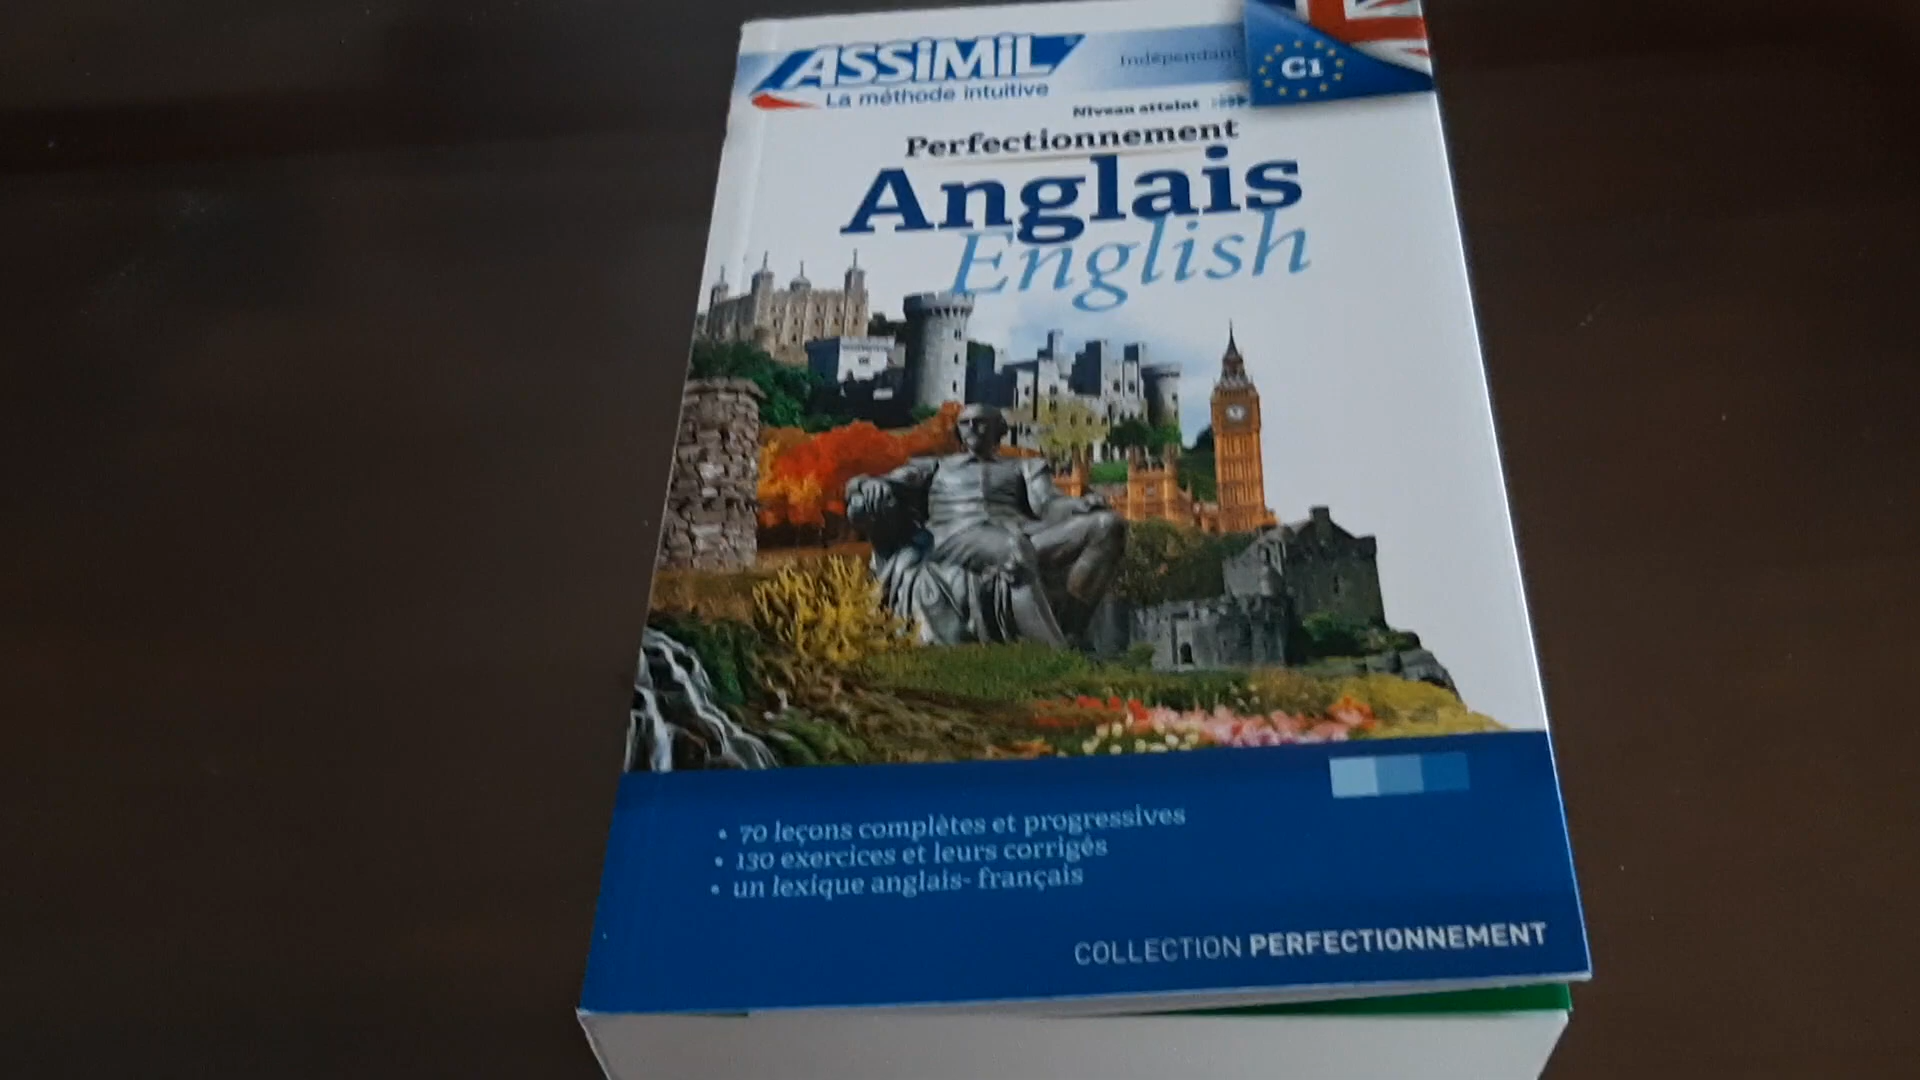 ASSiMiL®
La méthode intuitive
Indépendant
C1
Niveau atteint >>>>
Perfectionnement
Anglais
English
• 70 leçons complètes et progressives
• 130 exercices et leurs corrigés
• un lexique anglais- français
COLLECTION PERFECTIONNEMENT